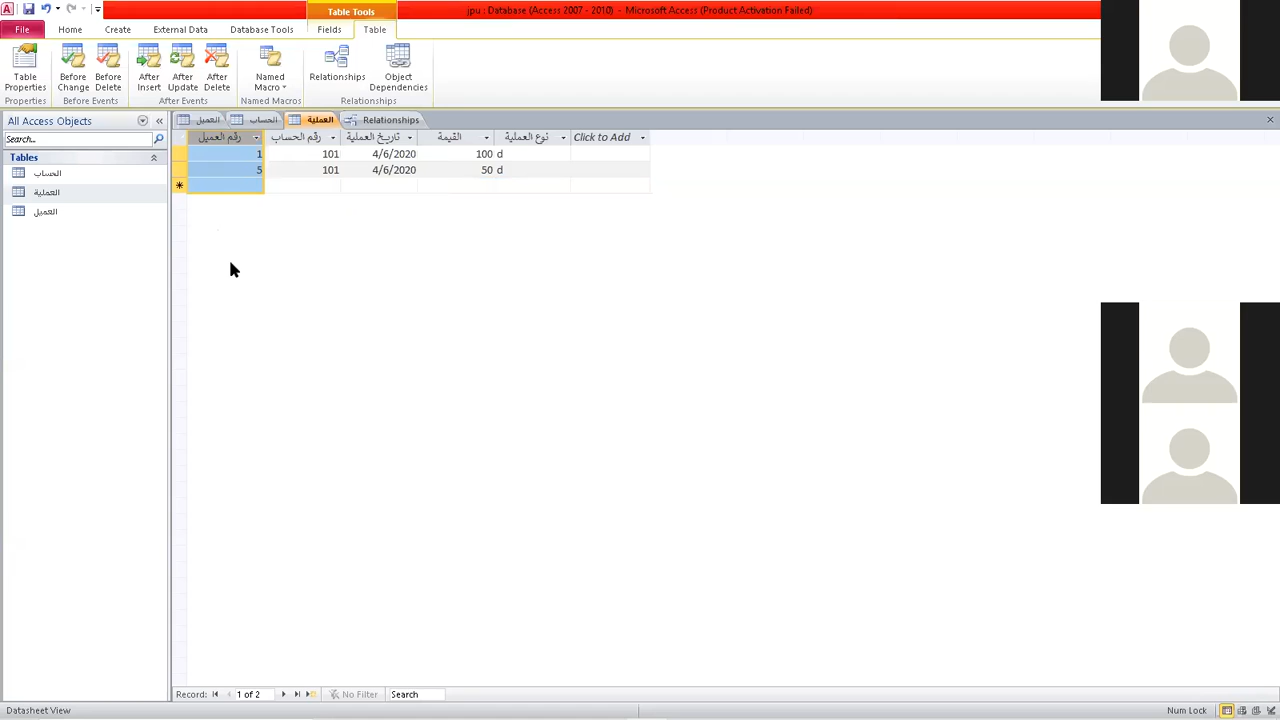 Table Tools
jpu : Database (Access 2007 - 2010) - Microsoft Access (Product Activation Failed)
File Home Create External Data Database Tools Fields Table
Table Properties
Before Change
Before Delete
After Insert
After Update
After Delete
Named Macro
Relationships
Object Dependencies
Properties Before Events After Events Named Macros Relationships
All Access Objects
Search...
Tables
الحساب
العملية
العميل
العميل الحساب العملية Relationships
رقم العميل رقم الحساب تاريخ العملية القيمة نوع العملية Click to Add
1 101 4/6/2020 100 d
5 101 4/6/2020 50 d
Record: 1 of 2 No Filter Search
Datasheet View Num Lock